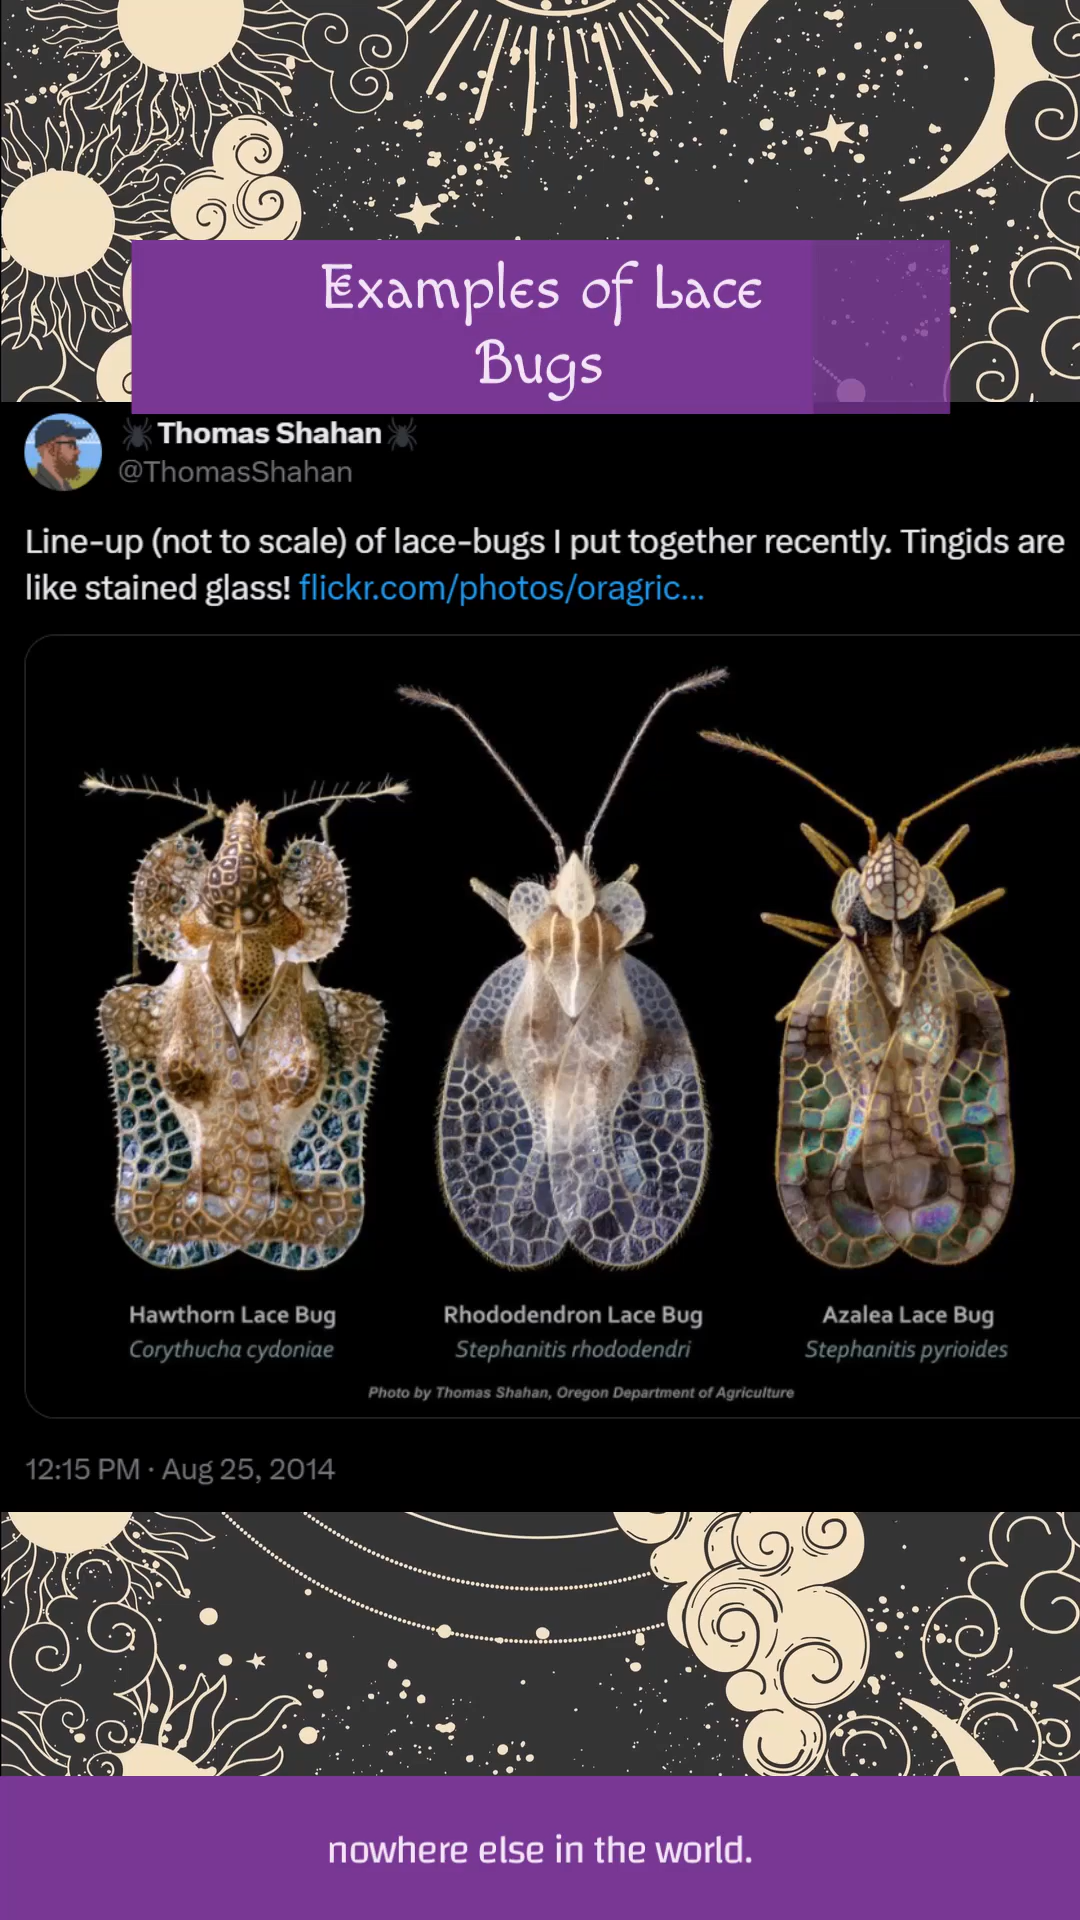 Examples of Lace
Bugs
🕷Thomas Shahan🕷
@ThomasShahan
Line-up (not to scale) of lace-bugs I put together recently. Tingids are
like stained glass! flickr.com/photos/oragric...
Hawthorn Lace Bug
Corythucha cydoniae
Rhododendron Lace Bug
Stephanitis rhododendri
Azalea Lace Bug
Stephanitis pyrioides
Photo by Thomas Shahan, Oregon Department of Agriculture
12:15 PM · Aug 25, 2014
nowhere else in the world.